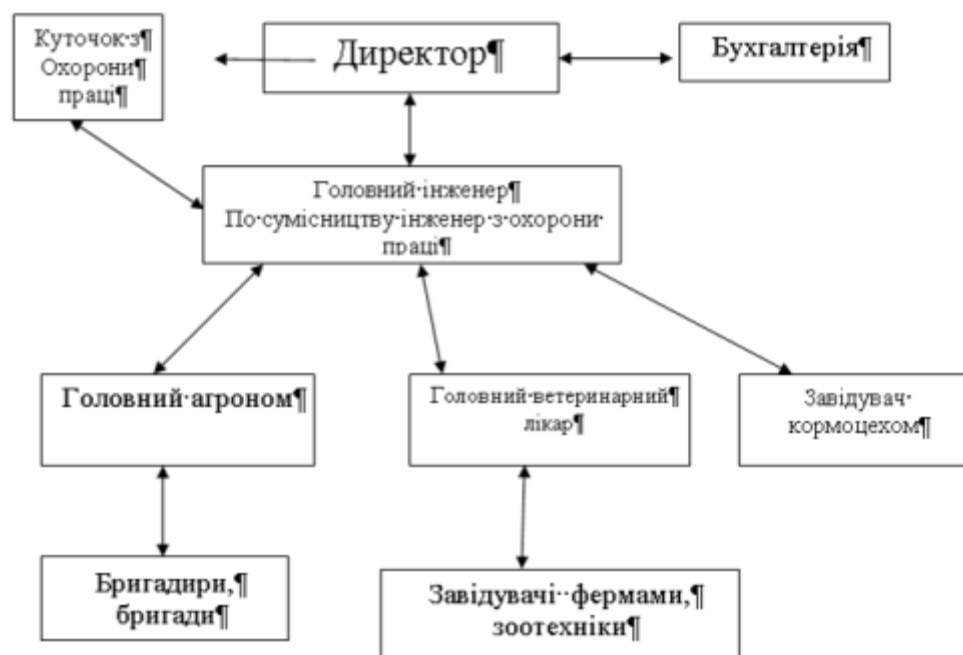 Куточок·з¶
Охорони¶
праці¶
Директор¶
Бухгалтерія¶
Головний·інженер¶
По·сумісництву·інженер·з·охорони·
праці¶
Головний·агроном¶
Головний·ветеринарний¶
лікар¶
Завідувач·
кормоцехом¶
Бригадири,¶
бригади¶
Завідувачі··фермами,¶
зоотехніки¶